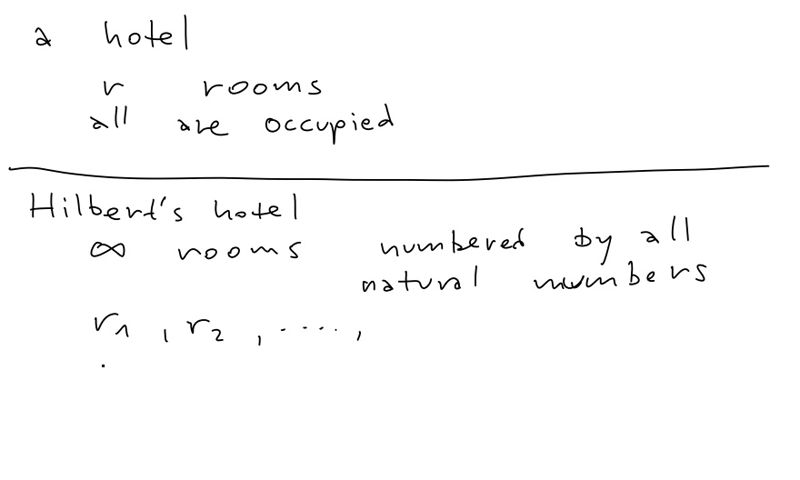 a hotel
r rooms
all are occupied
Hilbert's hotel
∞ rooms numbered by all
natural numbers
r₁, r₂, ....,